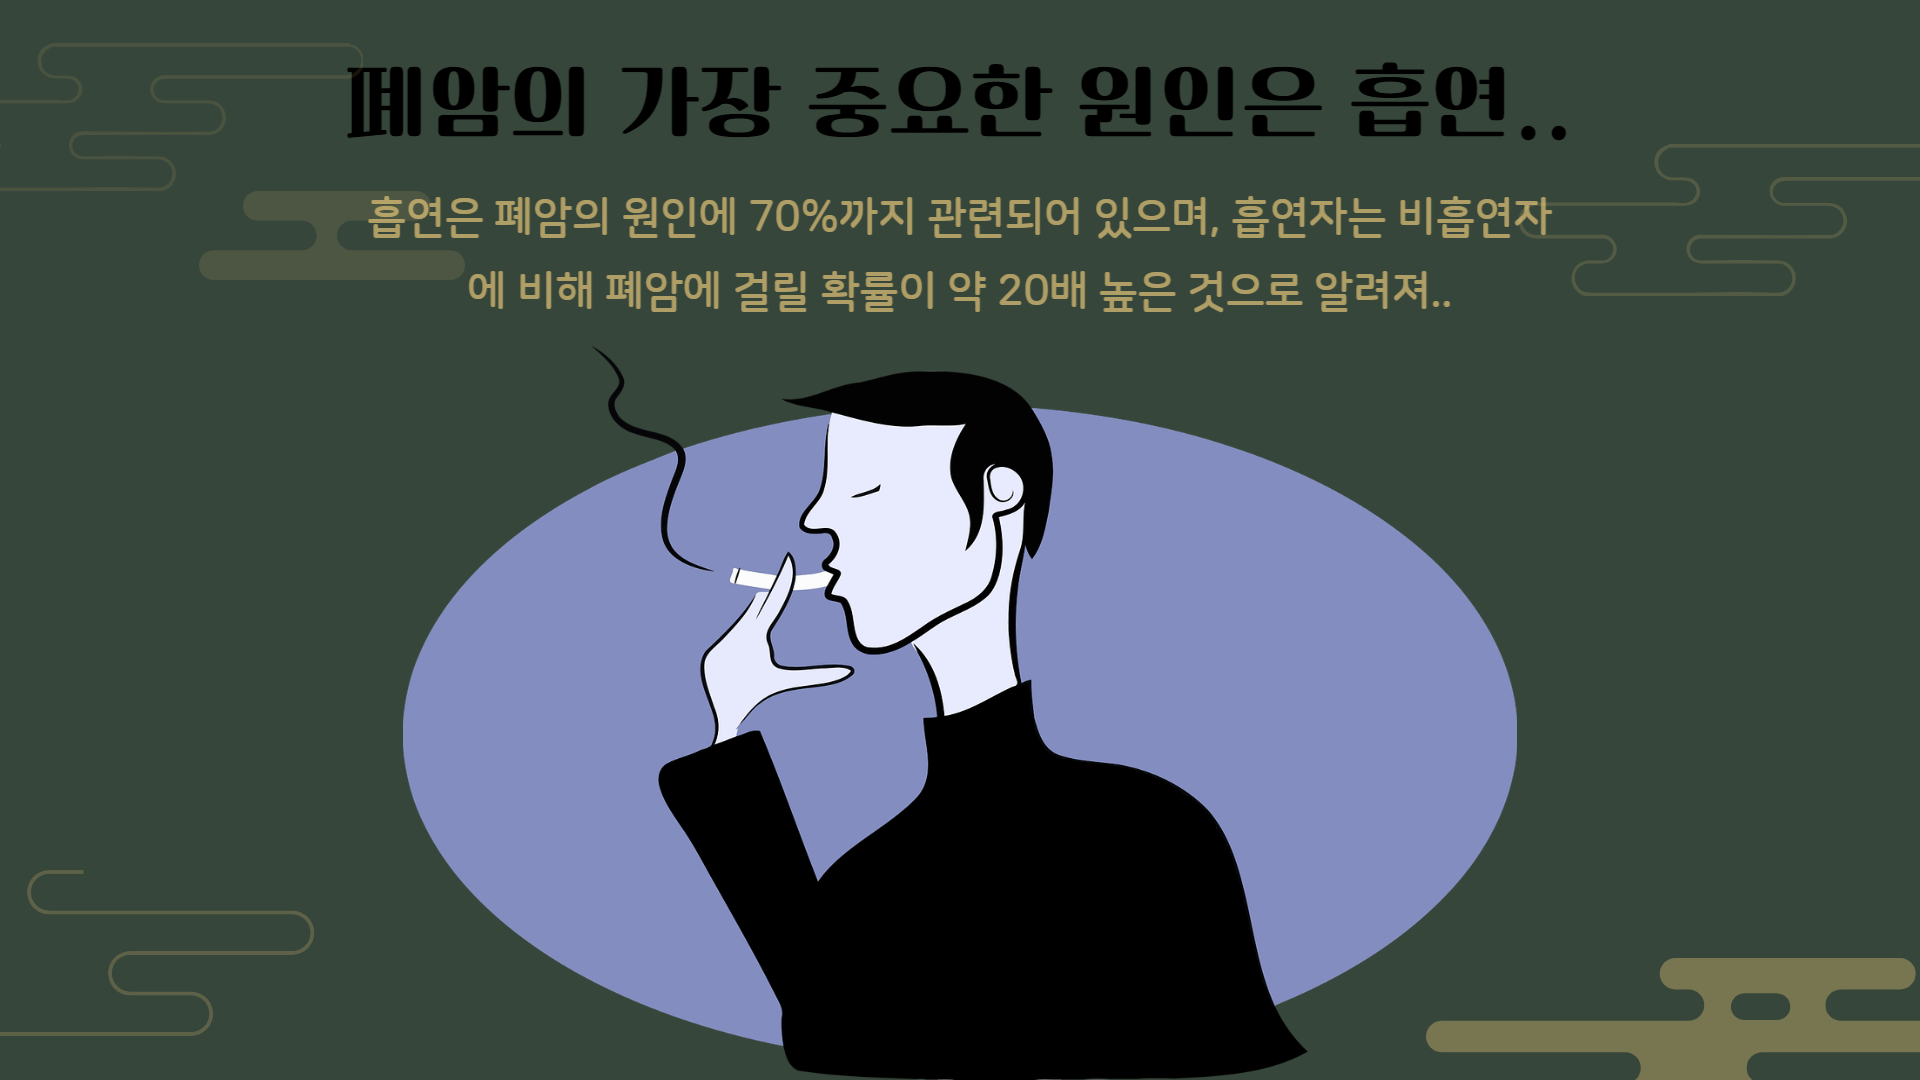 폐암의 가장 중요한 원인은 흡연..
흡연은 폐암의 원인에 70%까지 관련되어 있으며, 흡연자는 비흡연자
에 비해 폐암에 걸릴 확률이 약 20배 높은 것으로 알려져..